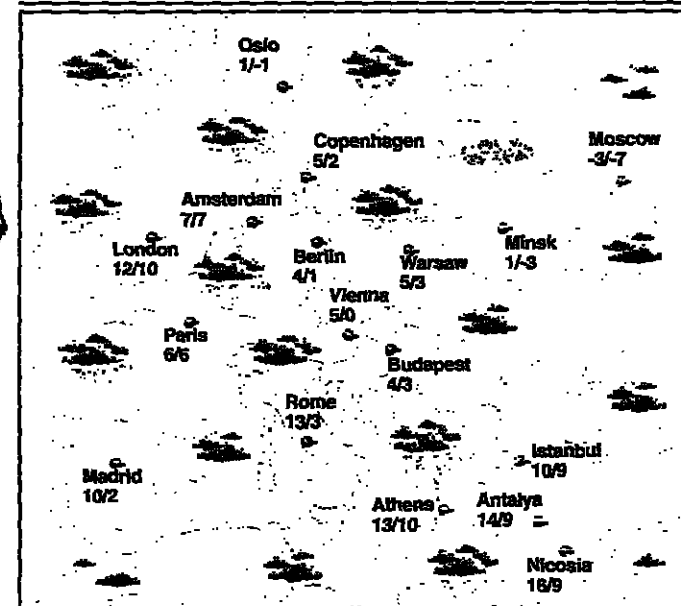 Oslo
1/-1
Copenhagen
5/2
Moscow
-3/-7
Amsterdam
7/7
London
12/10
Berlin
4/1
Warsaw
5/3
Minsk
1/-3
Vienna
5/0
Paris
6/6
Budapest
4/3
Rome
13/3
Istanbul
10/9
Madrid
10/2
Athens
13/10
Antalya
14/9
Nicosia
16/9